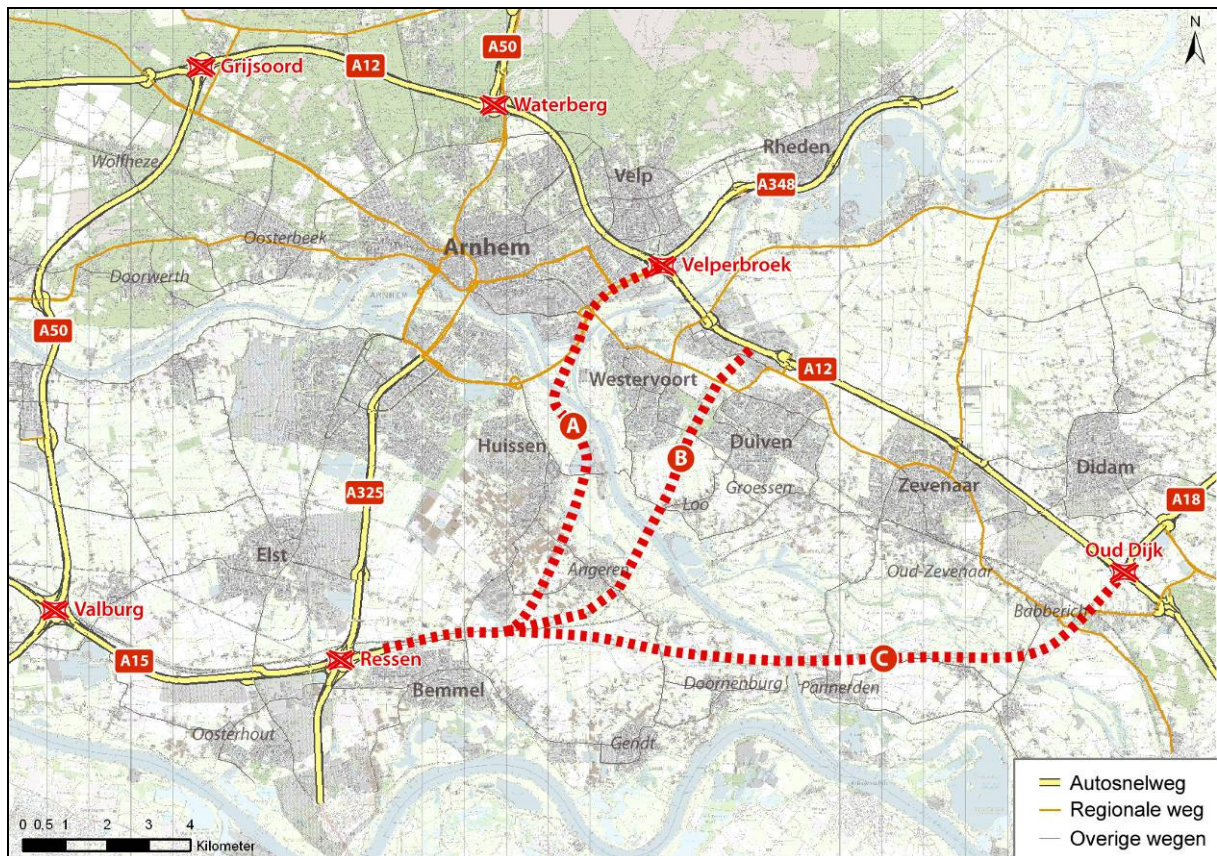 N
A50
Grijsoord
A12
Waterberg
Wolfheze
Velp
Rheden
A348
Oosterbeek
Arnhem
Velperbroek
Doorwerth
A50
Westervoort
A12
A
Huissen
Duiven
B
Didam
Groessen
Zevenaar
A325
Loo
A18
Elst
Oud Dijk
Angeren
Oud-Zevenaar
Valburg
Babberich
A15
Ressen
C
Bemmel
Doornenburg
Pannerden
Oosterhout
Gendt
Autosnelweg
Regionale weg
Overige wegen
0 0,5 1 2 3 4
Kilometer